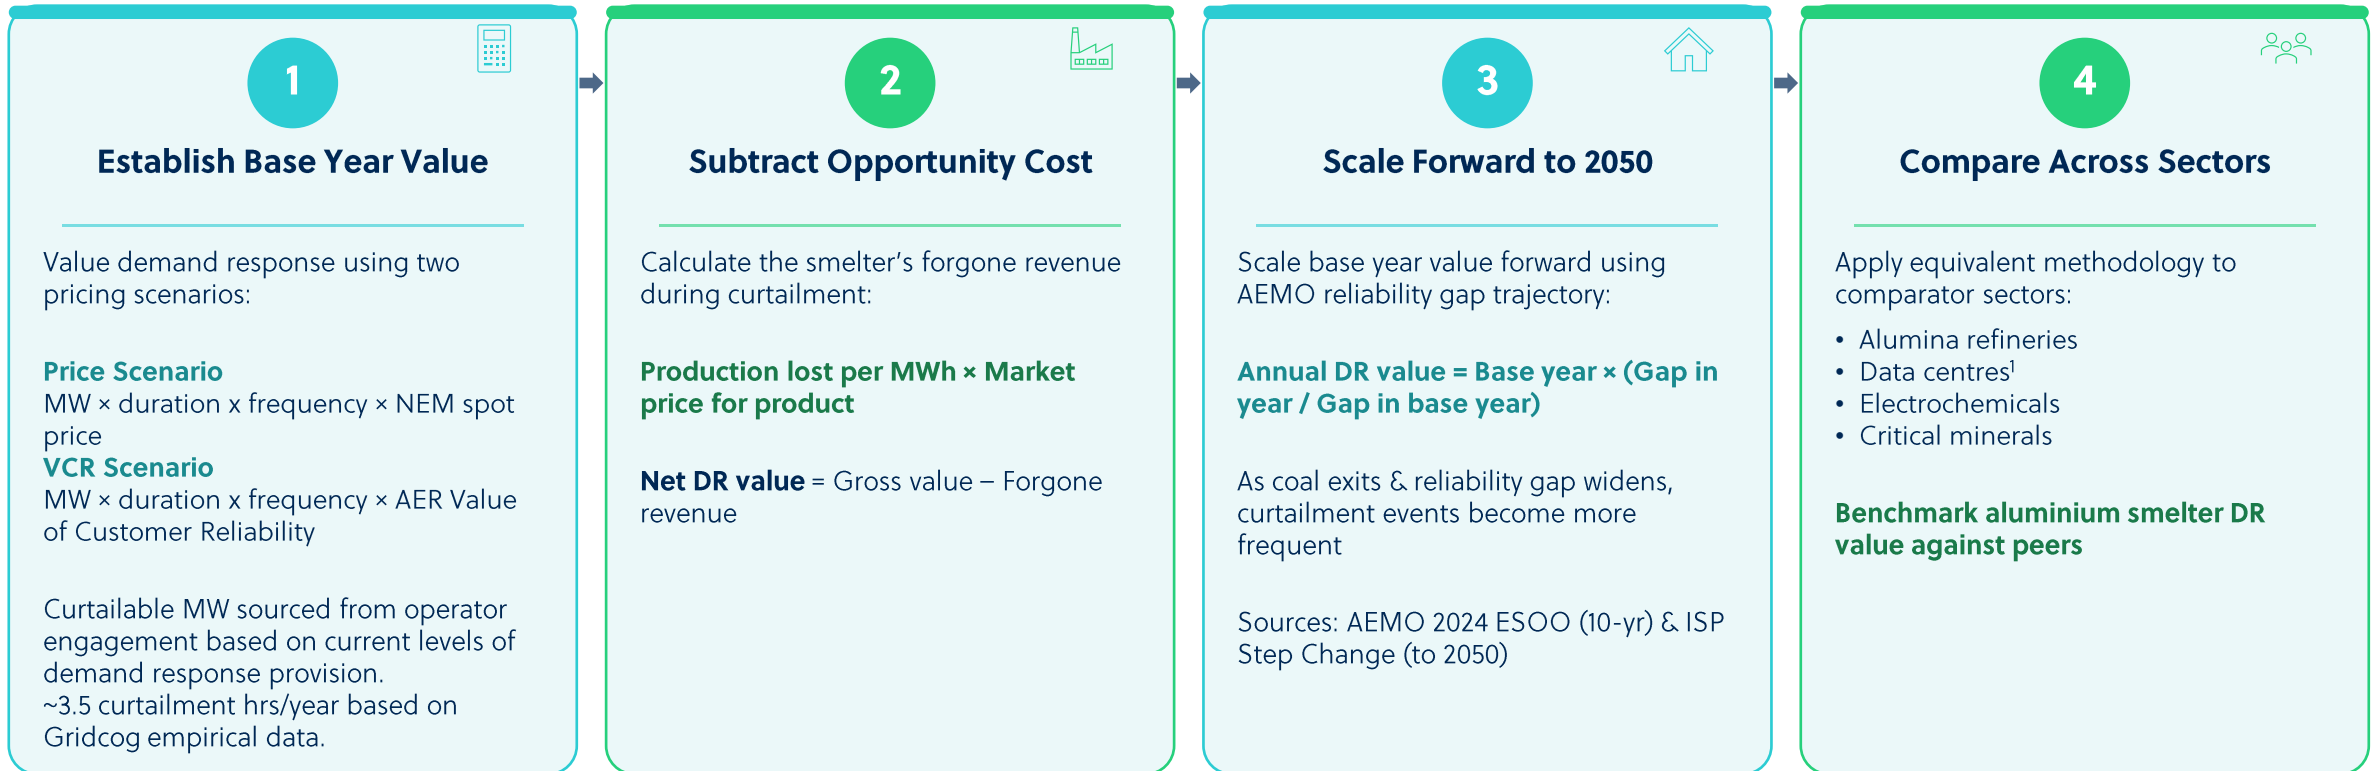 1
Establish Base Year Value
Value demand response using two
pricing scenarios:
Price Scenario
MW × duration x frequency × NEM spot
price
VCR Scenario
MW × duration x frequency × AER Value
of Customer Reliability
Curtailable MW sourced from operator
engagement based on current levels of
demand response provision.
~3.5 curtailment hrs/year based on
Gridcog empirical data.
2
Subtract Opportunity Cost
Calculate the smelter’s forgone revenue
during curtailment:
Production lost per MWh × Market
price for product
Net DR value = Gross value – Forgone
revenue
3
Scale Forward to 2050
Scale base year value forward using
AEMO reliability gap trajectory:
Annual DR value = Base year × (Gap in
year / Gap in base year)
As coal exits & reliability gap widens,
curtailment events become more
frequent
Sources: AEMO 2024 ESOO (10-yr) & ISP
Step Change (to 2050)
4
Compare Across Sectors
Apply equivalent methodology to
comparator sectors:
• Alumina refineries
• Data centres¹
• Electrochemicals
• Critical minerals
Benchmark aluminium smelter DR
value against peers